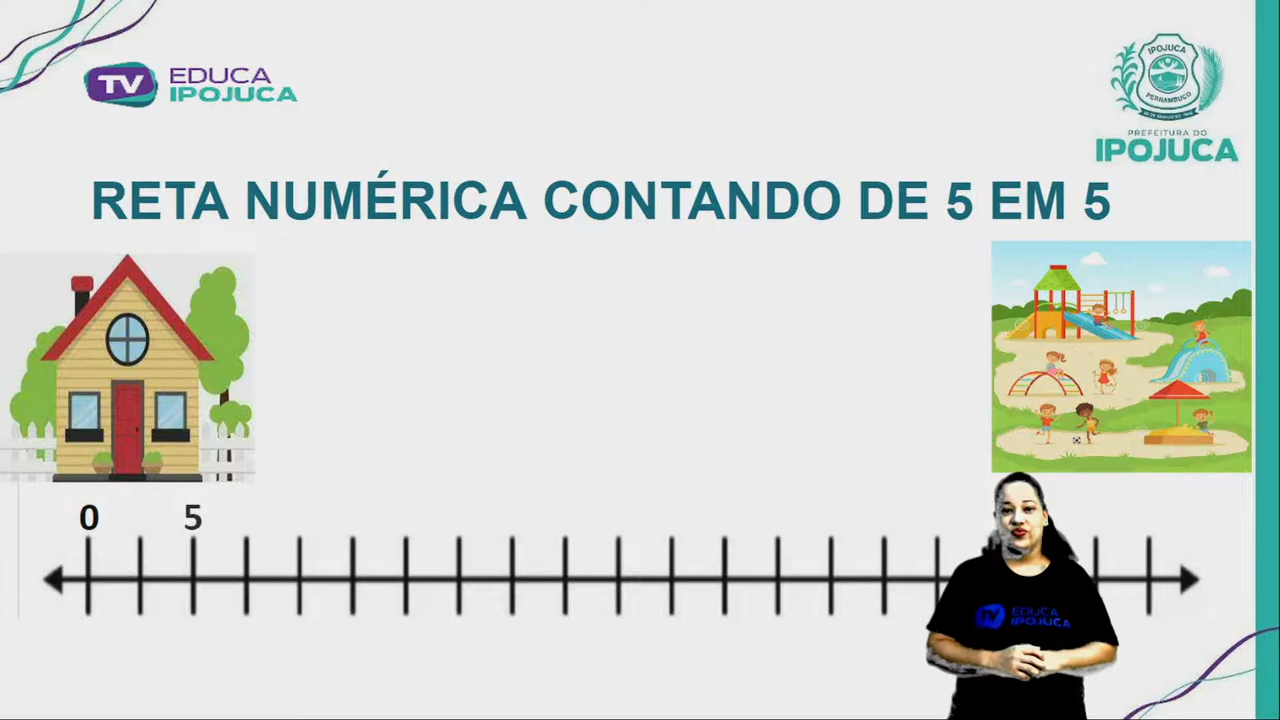 TV EDUCA
IPOJUCA
IPOJUCA
PERNAMBUCO
PREFEITURA DO
IPOJUCA
RETA NUMÉRICA CONTANDO DE 5 EM 5
0 5
TV EDUCA
IPOJUCA